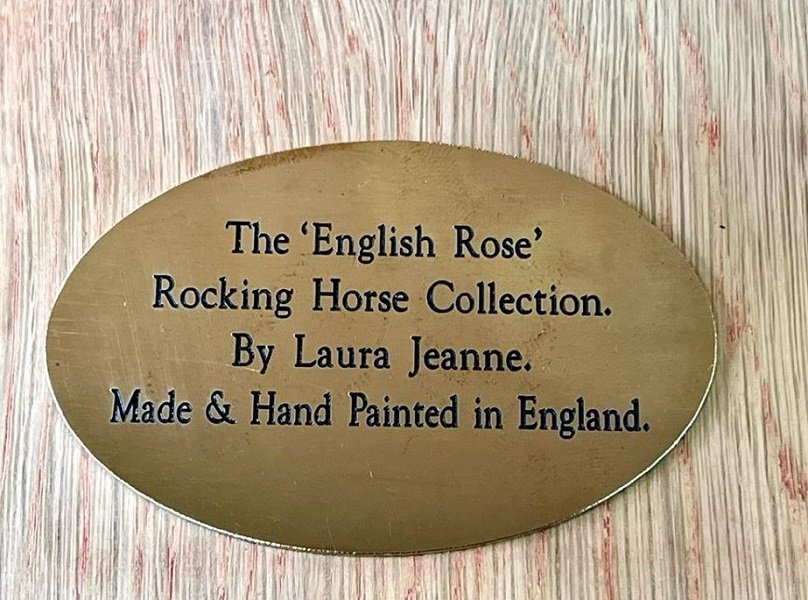 The ‘English Rose’
Rocking Horse Collection.
By Laura Jeanne.
Made & Hand Painted in England.